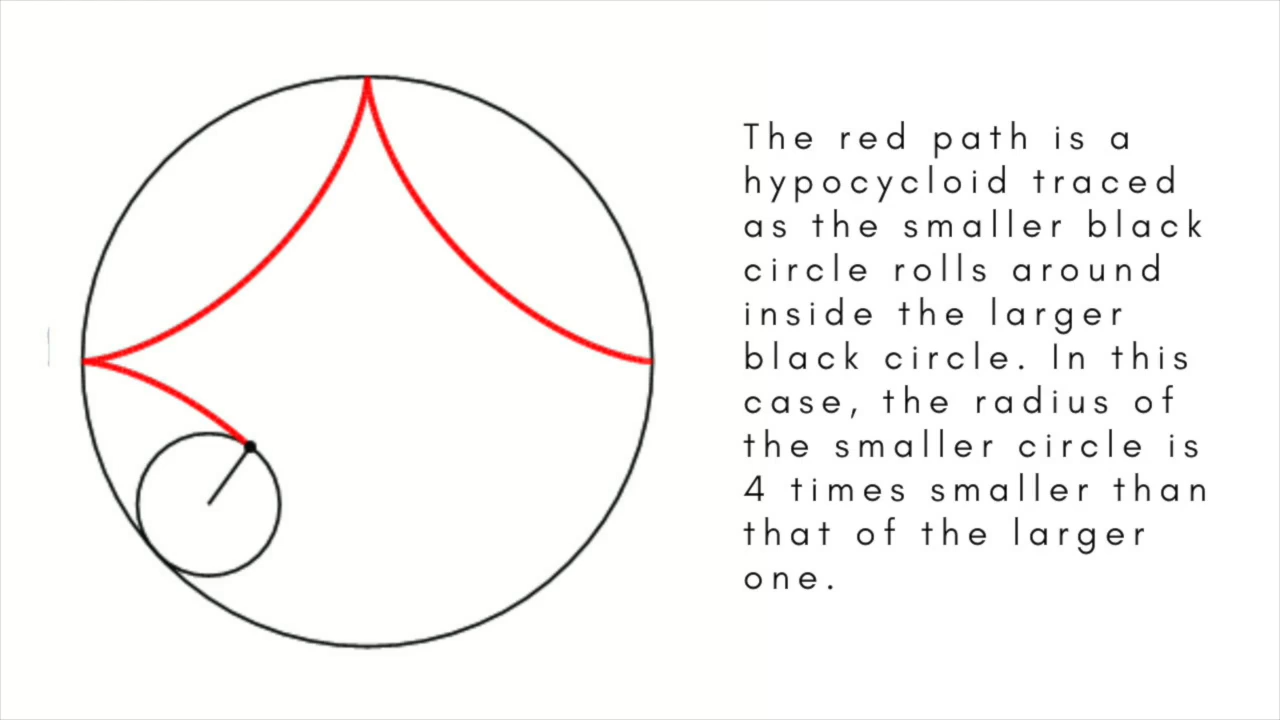 The red path is a
hypocycloid traced
as the smaller black
circle rolls around
inside the larger
black circle. In this
case, the radius of
the smaller circle is
4 times smaller than
that of the larger
one.